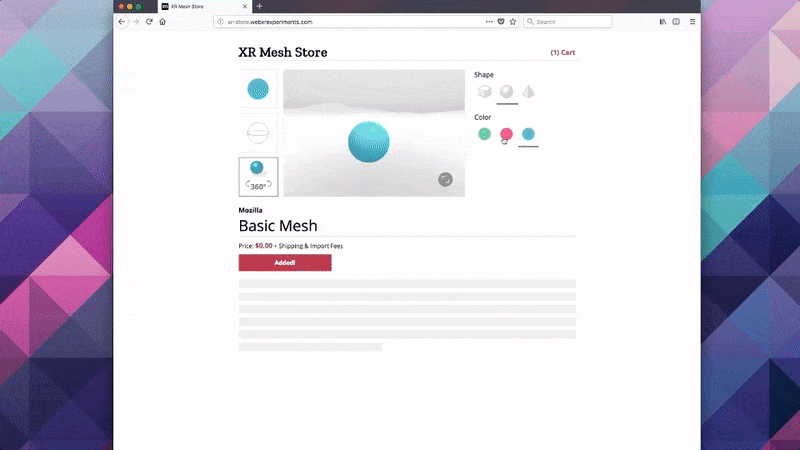 XR Mesh Store
xr-store.webxrexperiments.com
Search
XR Mesh Store
(1) Cart
Shape
Color
360°
Mozilla
Basic Mesh
Price: $0.00 + Shipping & Import Fees
Added!